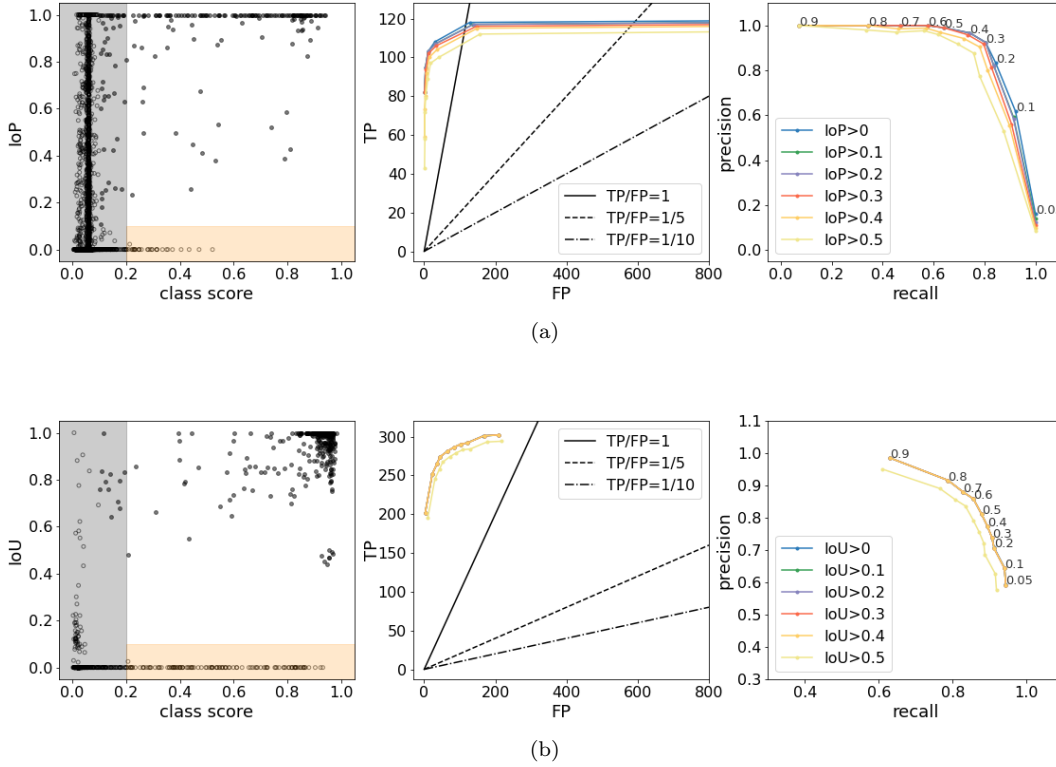 1.0
0.8
0.6
0.4
0.2
0.0
IoP
0.0 0.2 0.4 0.6 0.8 1.0
class score
120
100
80
60
40
20
0
TP
TP/FP=1
TP/FP=1/5
TP/FP=1/10
0 200 400 600 800
FP
1.0
0.8
0.6
0.4
0.2
0.0
precision
0.9 0.8 0.7 0.6 0.5 0.4 0.3 0.2 0.1 0.0
IoP>0
IoP>0.1
IoP>0.2
IoP>0.3
IoP>0.4
IoP>0.5
0.0 0.2 0.4 0.6 0.8 1.0
recall
(a)
1.0
0.8
0.6
0.4
0.2
0.0
IoU
0.0 0.2 0.4 0.6 0.8 1.0
class score
300
250
200
150
100
50
0
TP
TP/FP=1
TP/FP=1/5
TP/FP=1/10
0 200 400 600 800
FP
1.1
1.0
0.9
0.8
0.7
0.6
0.5
0.4
0.3
precision
0.9
0.8
0.7
0.6
0.5
0.4
0.3
0.2
0.1
0.05
IoU>0
IoU>0.1
IoU>0.2
IoU>0.3
IoU>0.4
IoU>0.5
0.4 0.6 0.8 1.0
recall
(b)